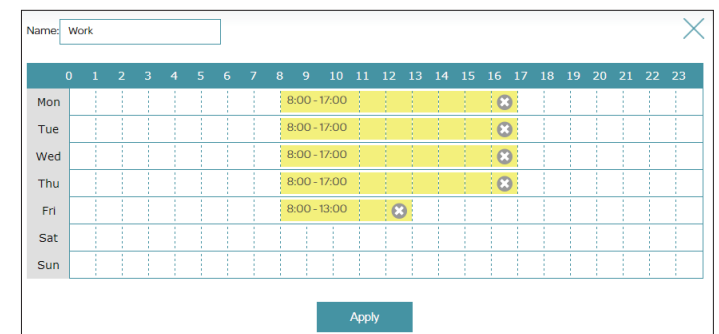 Name: Work
0 1 2 3 4 5 6 7 8 9 10 11 12 13 14 15 16 17 18 19 20 21 22 23
Mon 8:00 - 17:00
Tue 8:00 - 17:00
Wed 8:00 - 17:00
Thu 8:00 - 17:00
Fri 8:00 - 13:00
Sat
Sun
Apply